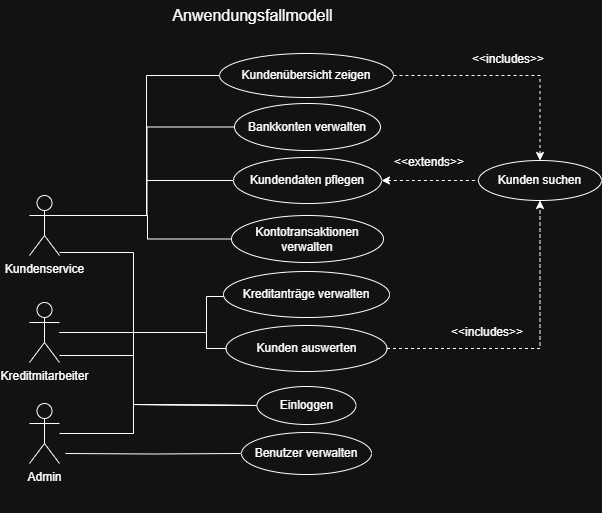 Anwendungsfallmodell
<<includes>>
Kundenübersicht zeigen
Bankkonten verwalten
<<extends>>
Kundendaten pflegen
Kunden suchen
Kontotransaktionen
verwalten
Kundenservice
Kreditanträge verwalten
<<includes>>
Kunden auswerten
Kreditmitarbeiter
Einloggen
Benutzer verwalten
Admin